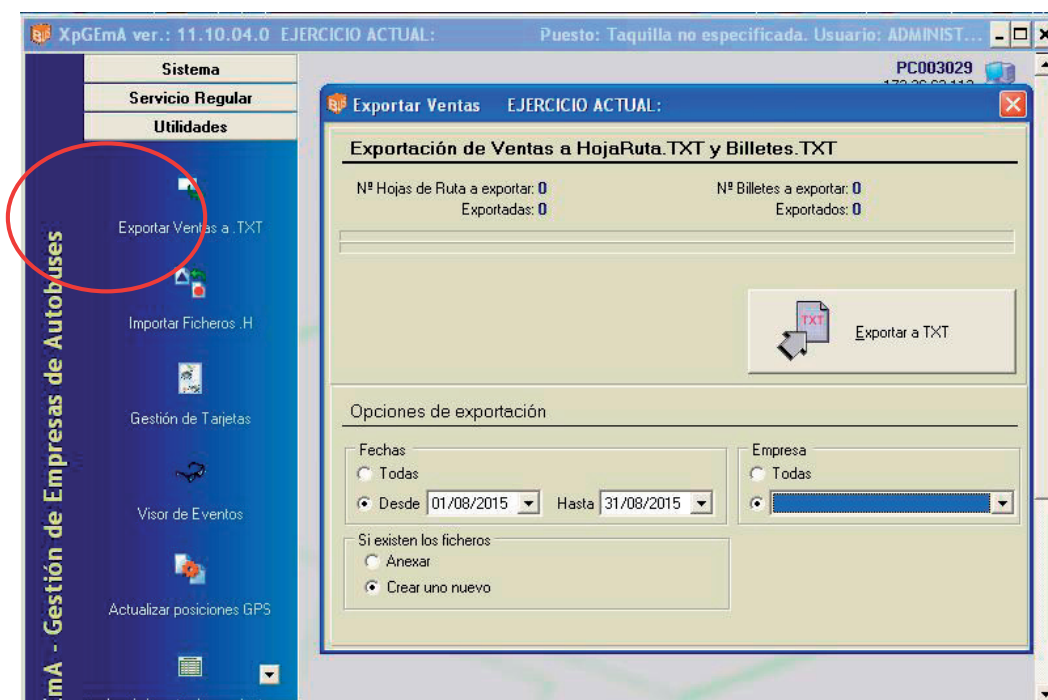 XpGEmA ver.: 11.10.04.0 EJERCICIO ACTUAL: Puesto: Taquilla no especificada. Usuario: ADMINIST...
Sistema
Servicio Regular
Utilidades
PC003029
Exportar Ventas a .TXT
Importar Ficheros .H
Gestión de Tarjetas
Visor de Eventos
Actualizar posiciones GPS
mA - Gestión de Empresas de Autobuses
Exportar Ventas EJERCICIO ACTUAL:
Exportación de Ventas a HojaRuta.TXT y Billetes.TXT
Nª Hojas de Ruta a exportar: 0 Nª Billetes a exportar: 0
Exportadas: 0 Exportados: 0
TXT
Exportar a TXT
Opciones de exportación
Fechas
Todas
Desde 01/08/2015 Hasta 31/08/2015
Empresa
Todas
Si existen los ficheros
Anexar
Crear uno nuevo